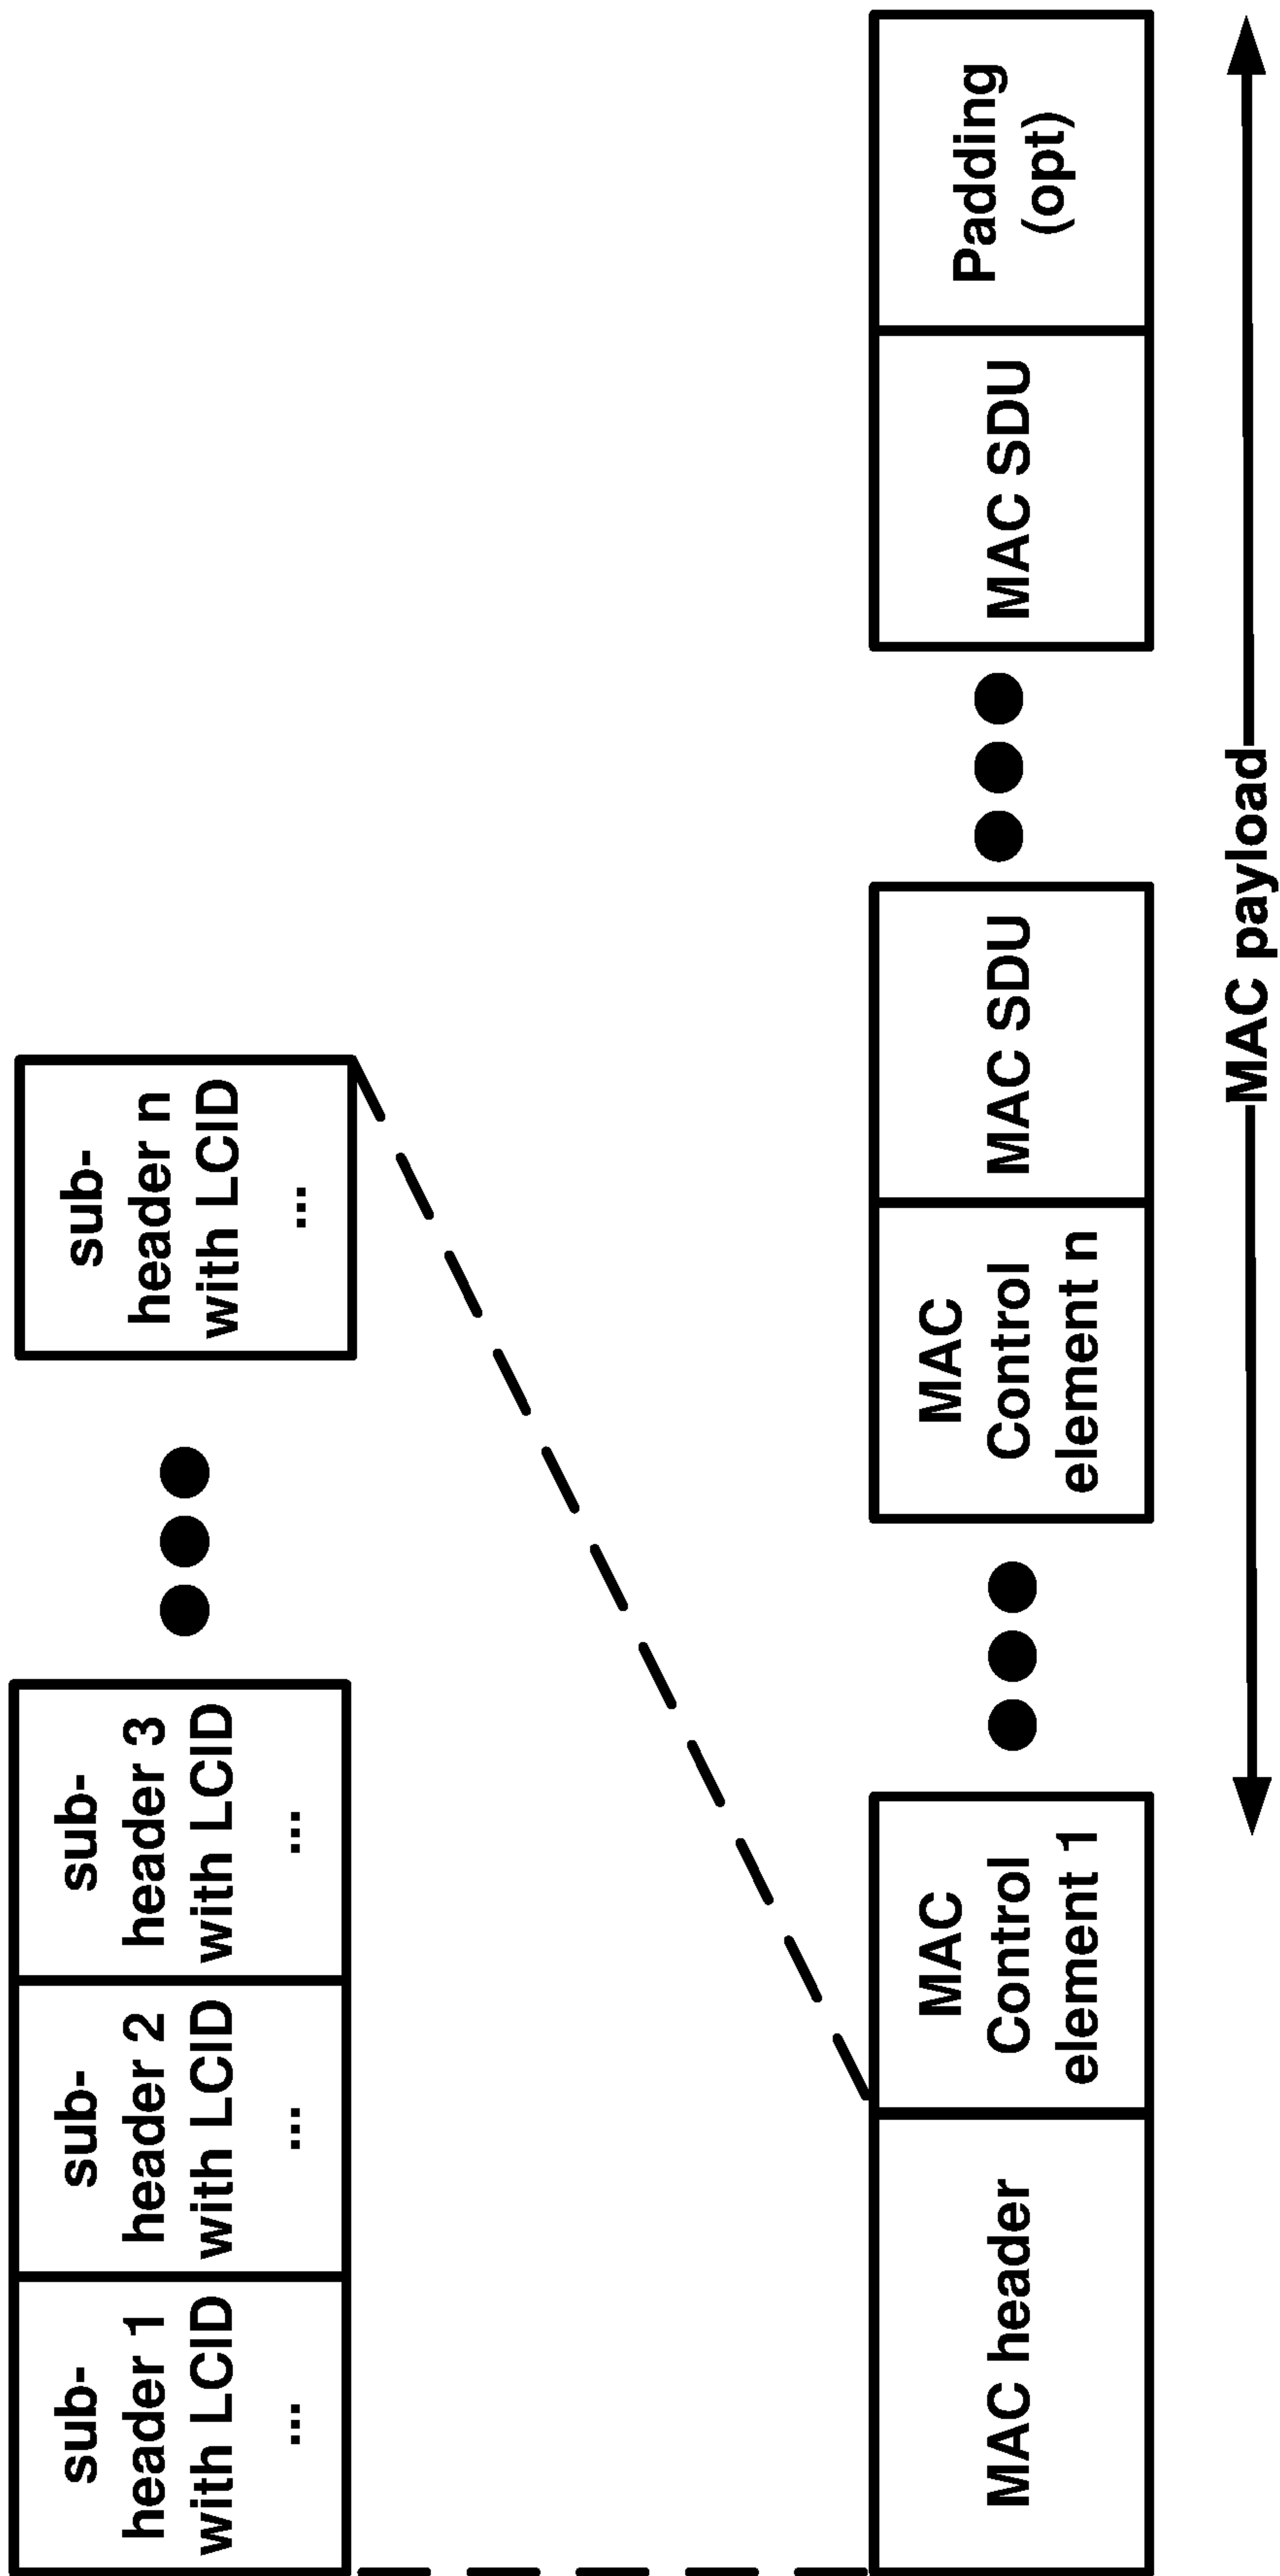 sub-
header 1
with LCID
...
sub-
header 2
with LCID
...
sub-
header 3
with LCID
...
sub-
header n
with LCID
...
MAC header
MAC
Control
element 1
MAC
Control
element n
MAC SDU
MAC SDU
Padding
(opt)
MAC payload